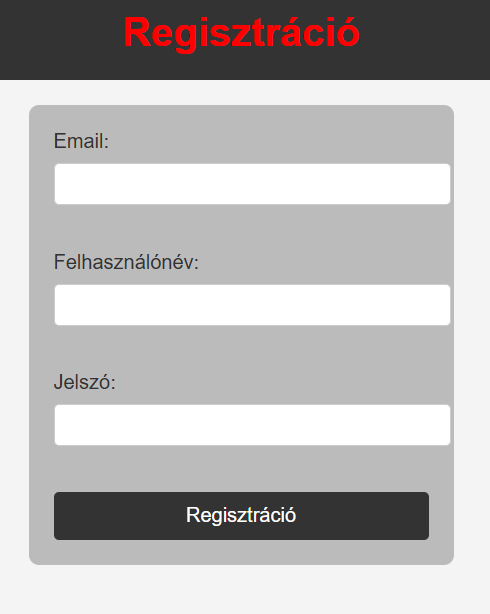 Regisztráció
Email:
Felhasználónév:
Jelszó:
Regisztráció